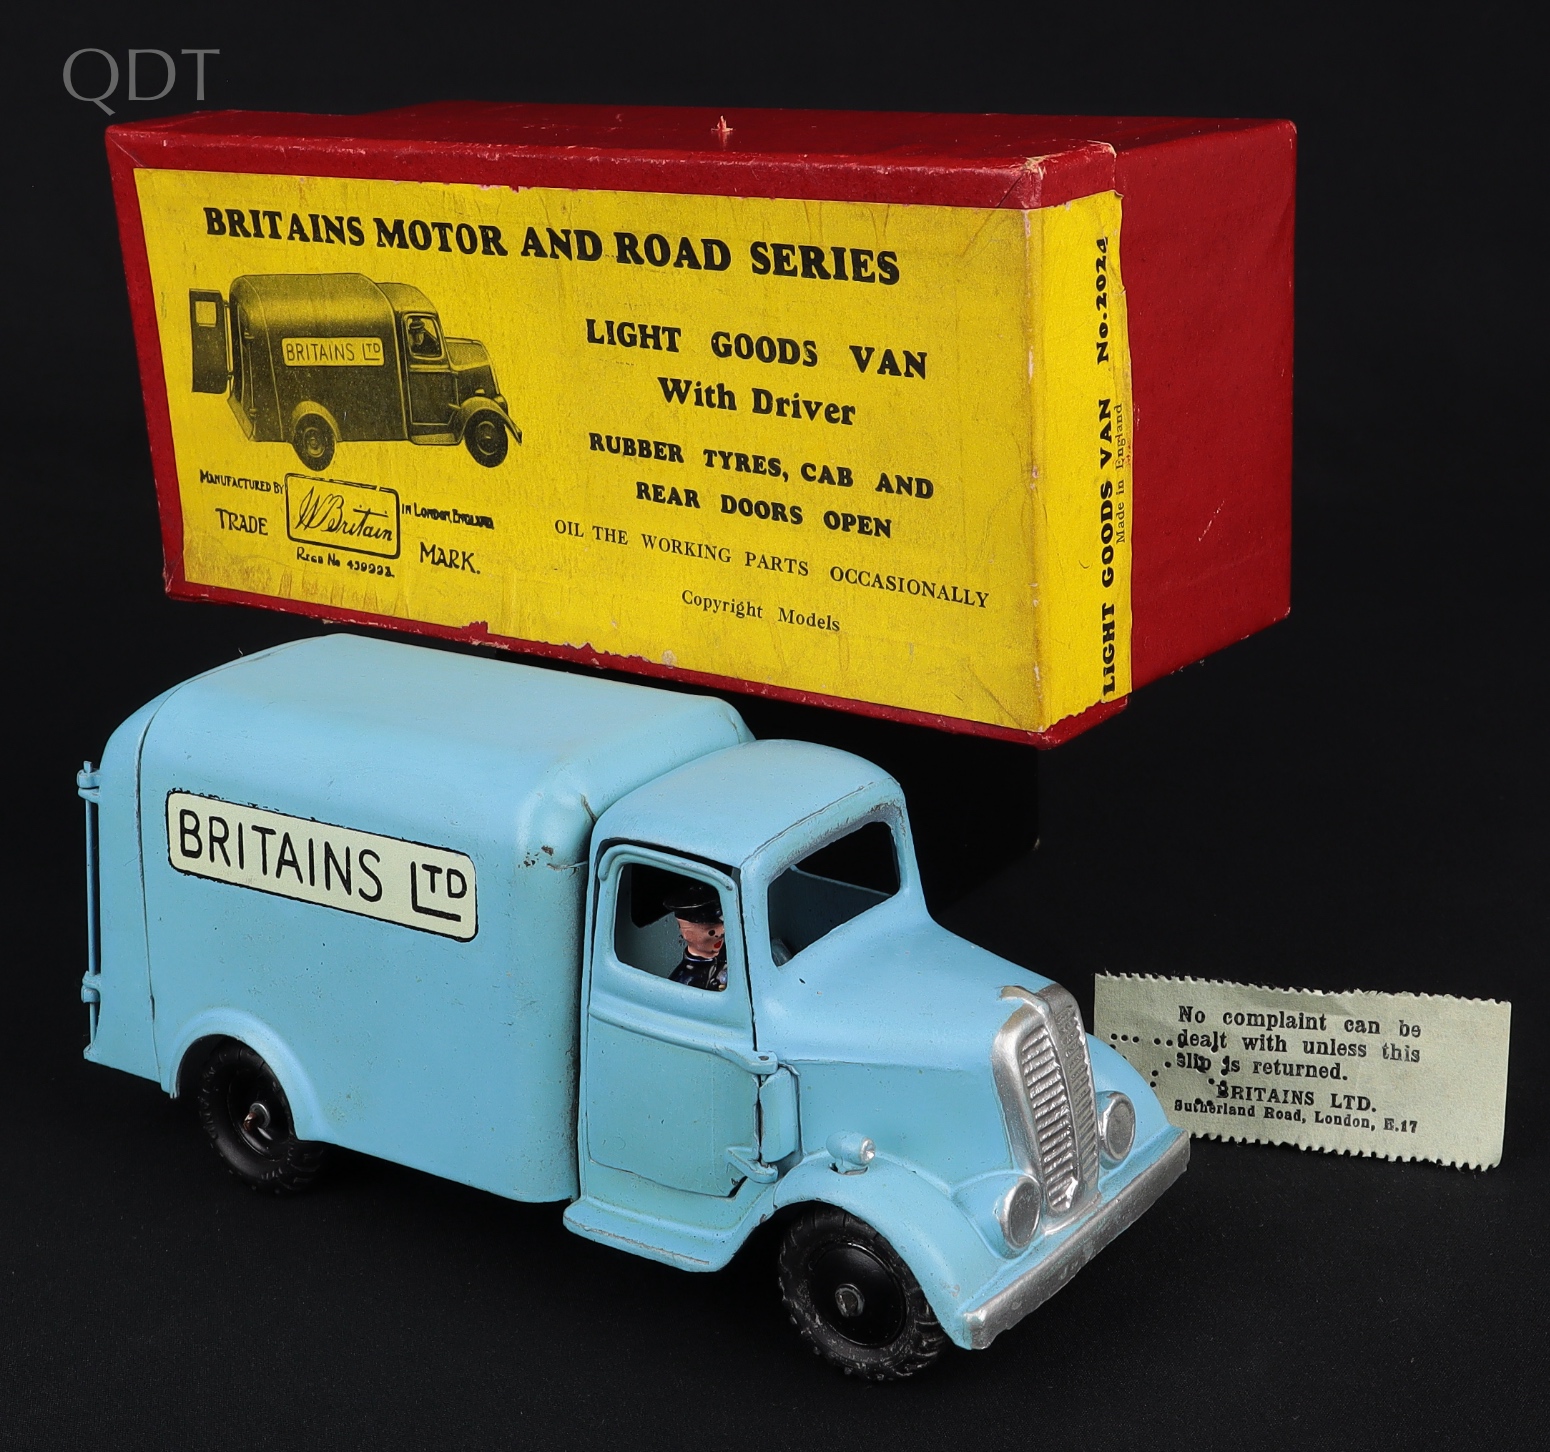 QDT
BRITAINS MOTOR AND ROAD SERIES
BRITAINS LTD
LIGHT GOODS VAN
With Driver
RUBBER TYRES, CAB AND
REAR DOORS OPEN
OIL THE WORKING PARTS OCCASIONALLY
Copyright Models
MANUFACTURED BY
W Britain
IN LONDON, ENGLAND
TRADE
MARK.
REGD No 459993.
LIGHT GOODS VAN No. 2024
Made in England
BRITAINS LTD
No complaint can be
dealt with unless this
slip is returned.
BRITAINS LTD.
Sutherland Road, London, E.17